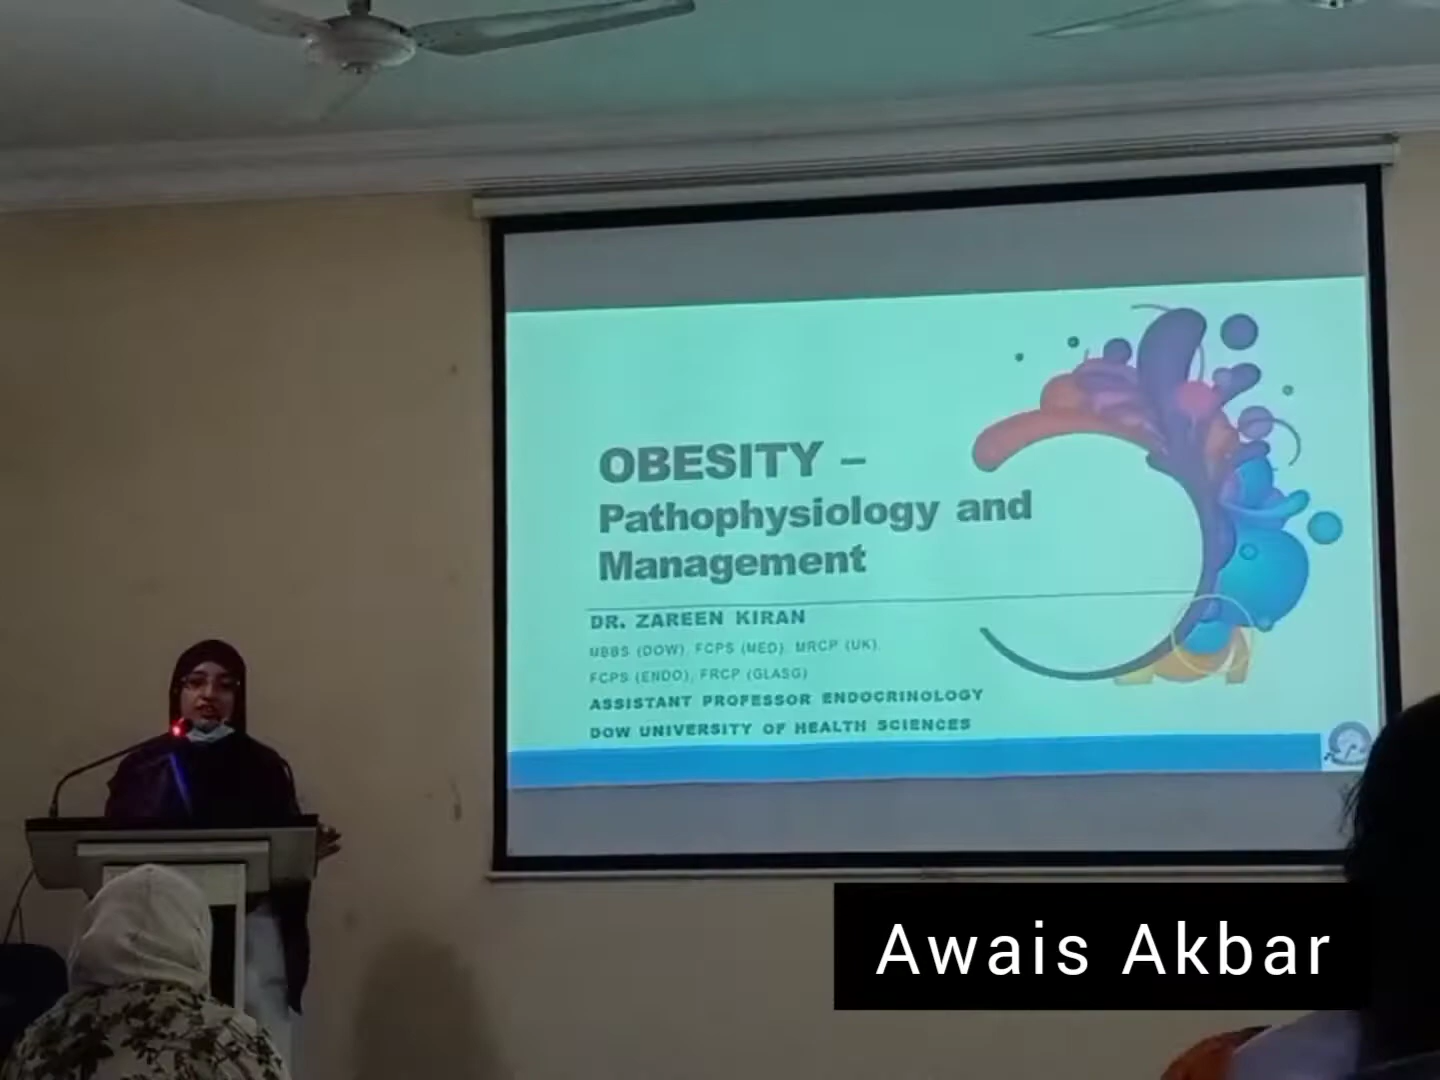 OBESITY –
Pathophysiology and
Management
DR. ZAREEN KIRAN
MBBS (DOW), FCPS (MED), MRCP (UK),
FCPS (ENDO), FRCP (GLASG)
ASSISTANT PROFESSOR ENDOCRINOLOGY
DOW UNIVERSITY OF HEALTH SCIENCES
Awais Akbar